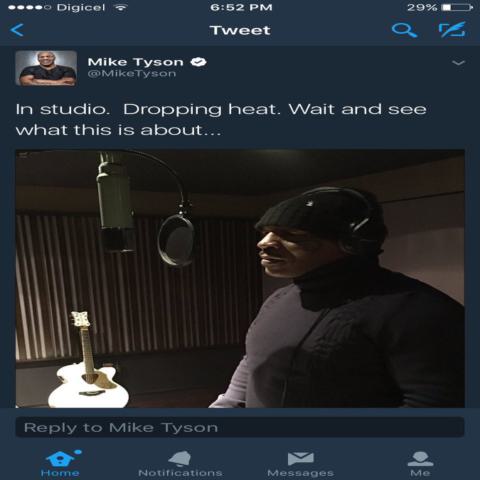 Digicel 6:52 PM 29%
Tweet
Mike Tyson
@MikeTyson
In studio.  Dropping heat. Wait and see
what this is about...
Reply to Mike Tyson
Home Notifications Messages Me